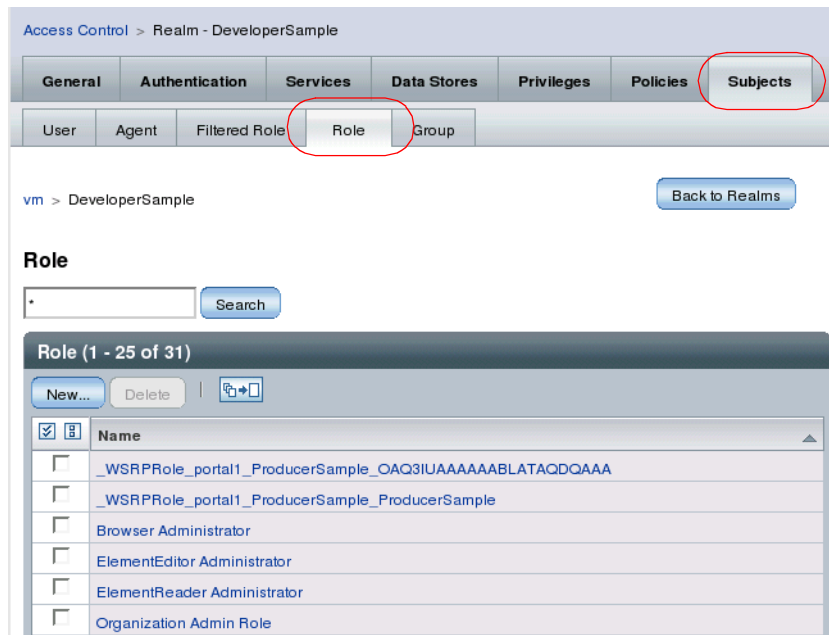 Access Control > Realm - DeveloperSample
General Authentication Services Data Stores Privileges Policies Subjects
User Agent Filtered Role Role Group
vm > DeveloperSample Back to Realms
Role
* Search
Role (1 - 25 of 31)
New... Delete |
Name
_WSRPRole_portal1_ProducerSample_OAQ3IUAAAAAABLATAQDQAAA
_WSRPRole_portal1_ProducerSample_ProducerSample
Browser Administrator
ElementEditor Administrator
ElementReader Administrator
Organization Admin Role